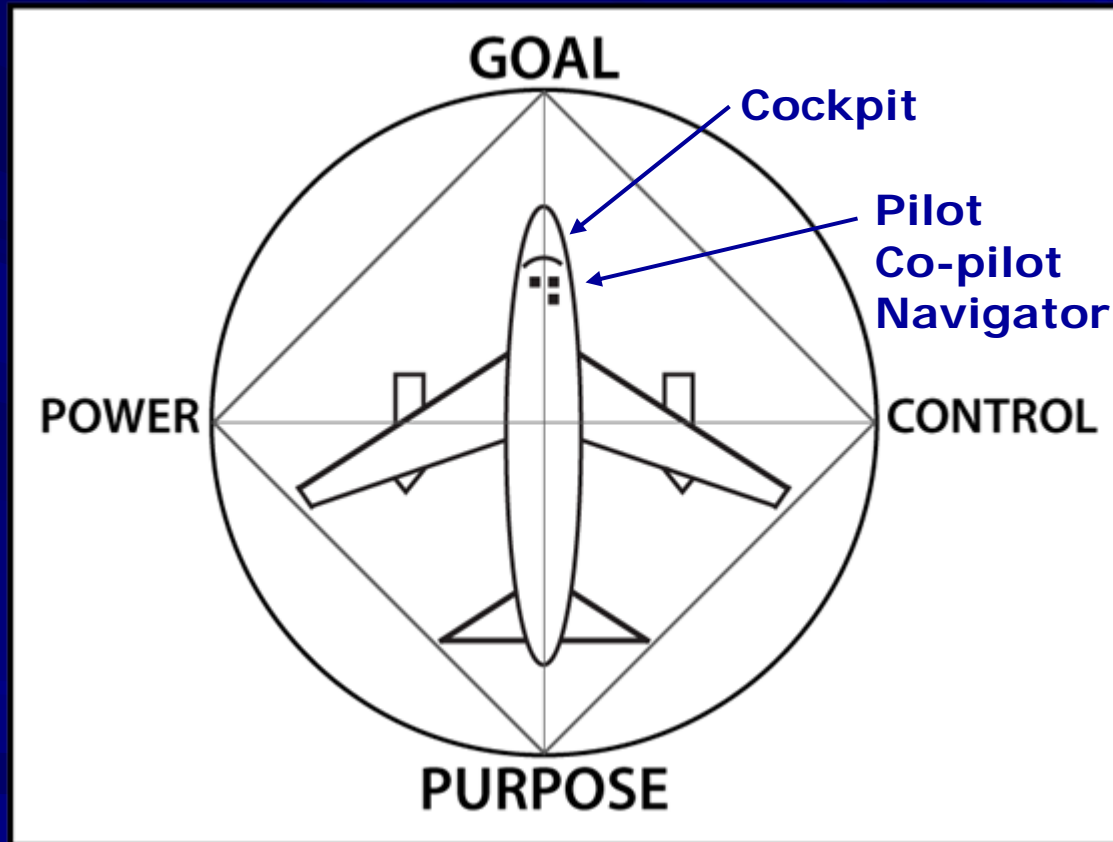 GOAL
Cockpit
Pilot
Co-pilot
Navigator
POWER
CONTROL
PURPOSE